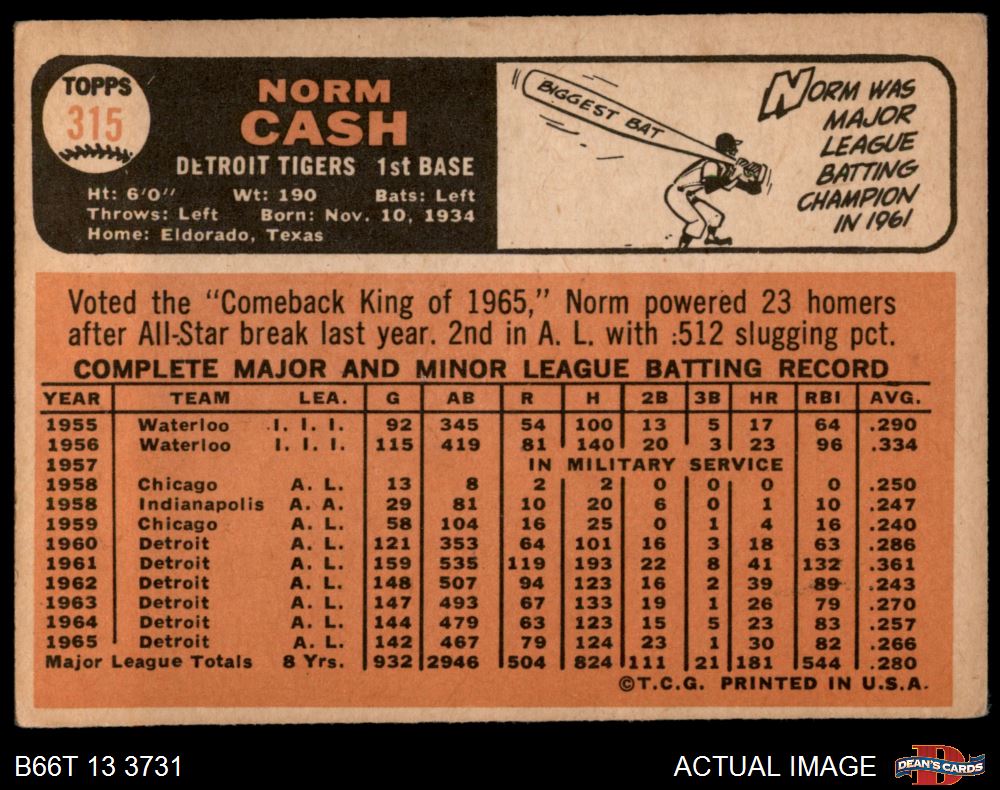 TOPPS
315
NORM
CASH
DETROIT TIGERS 1st BASE
Ht: 6'0" Wt: 190 Bats: Left
Throws: Left Born: Nov. 10, 1934
Home: Eldorado, Texas
BIGGEST BAT
NORM WAS
MAJOR
LEAGUE
BATTING
CHAMPION
IN 1961
Voted the "Comeback King of 1965," Norm powered 23 homers
after All-Star break last year. 2nd in A. L. with .512 slugging pct.
COMPLETE MAJOR AND MINOR LEAGUE BATTING RECORD
YEAR TEAM LEA. G AB R H 2B 3B HR RBI AVG.
1955 Waterloo I. I. I. 92 345 54 100 13 5 17 64 .290
1956 Waterloo I. I. I. 115 419 81 140 20 3 23 96 .334
1957 IN MILITARY SERVICE
1958 Chicago A. L. 13 8 2 2 0 0 0 0 .250
1958 Indianapolis A. A. 29 81 10 20 6 0 1 10 .247
1959 Chicago A. L. 58 104 16 25 0 1 4 16 .240
1960 Detroit A. L. 121 353 64 101 16 3 18 63 .286
1961 Detroit A. L. 159 535 119 193 22 8 41 132 .361
1962 Detroit A. L. 148 507 94 123 16 2 39 89 .243
1963 Detroit A. L. 147 493 67 133 19 1 26 79 .270
1964 Detroit A. L. 144 479 63 123 15 5 23 83 .257
1965 Detroit A. L. 142 467 79 124 23 1 30 82 .266
Major League Totals 8 Yrs. 932 2946 504 824 111 21 181 544 .280
©T.C.G. PRINTED IN U.S.A.
B66T 13 3731
ACTUAL IMAGE
DEAN'S CARDS